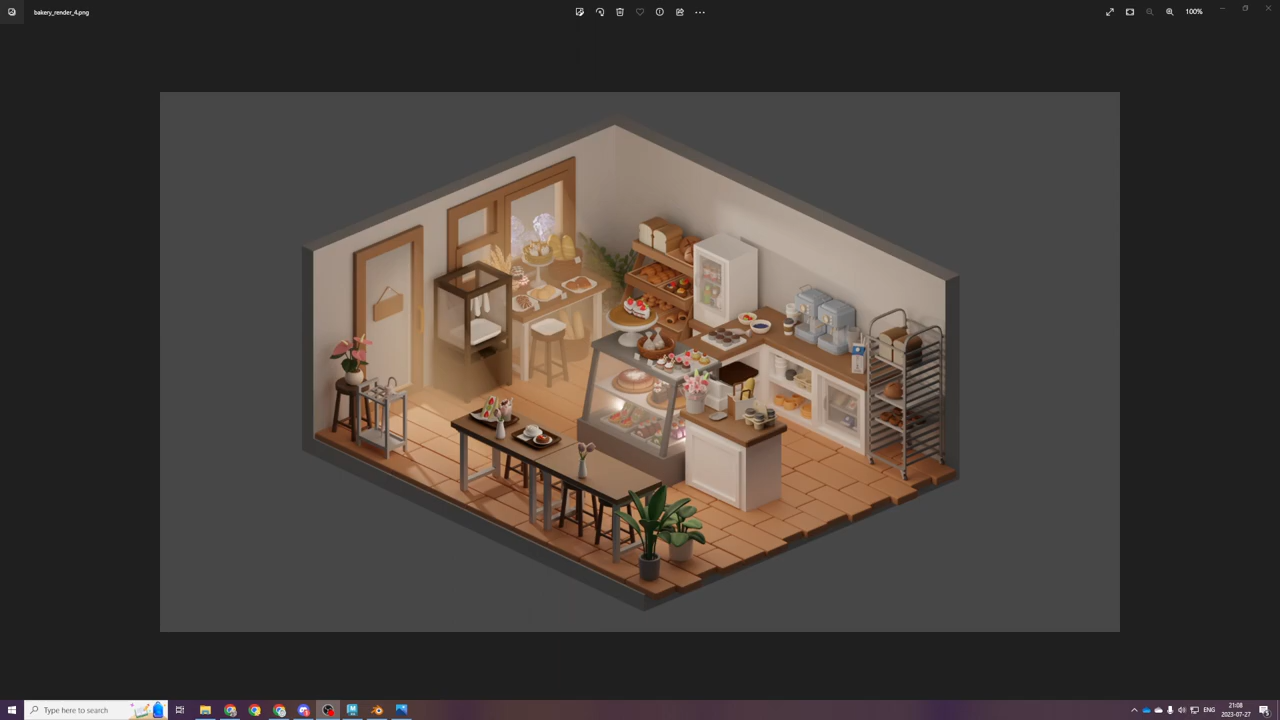 bakery_render_4.png
100%
Type here to search
ENG
21:08
2023-07-27